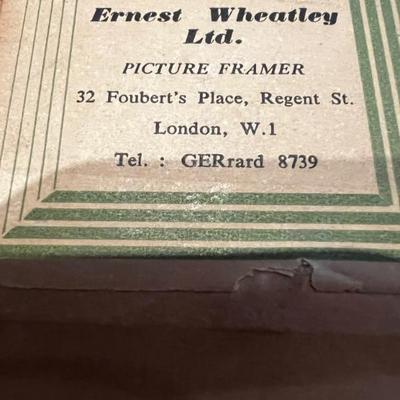 Ernest Wheatley
Ltd.
PICTURE FRAMER
32 Foubert's Place, Regent St.
London, W.1
Tel. : GERrard 8739